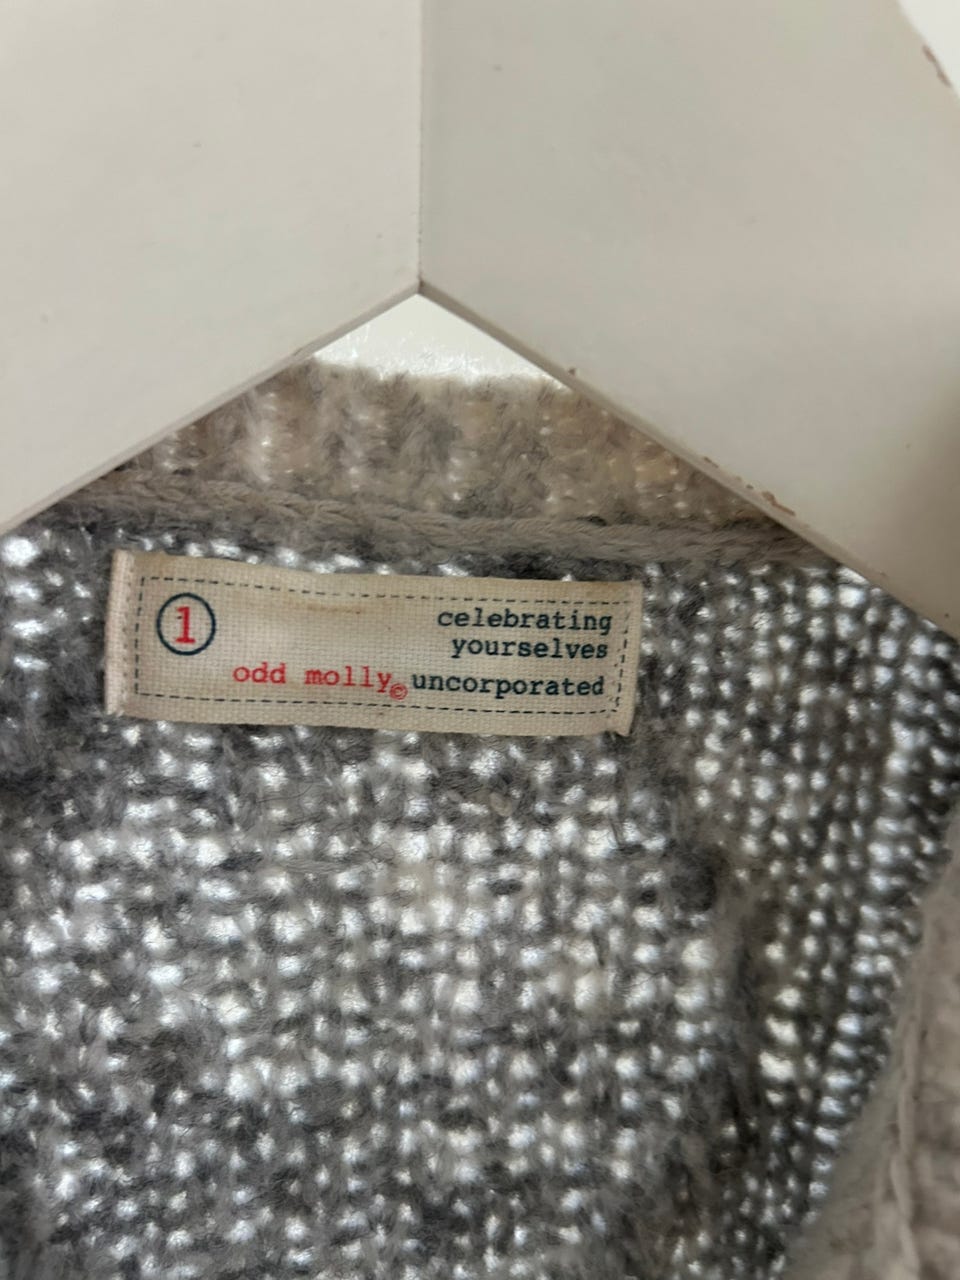 1
celebrating
yourselves
odd molly© uncorporated